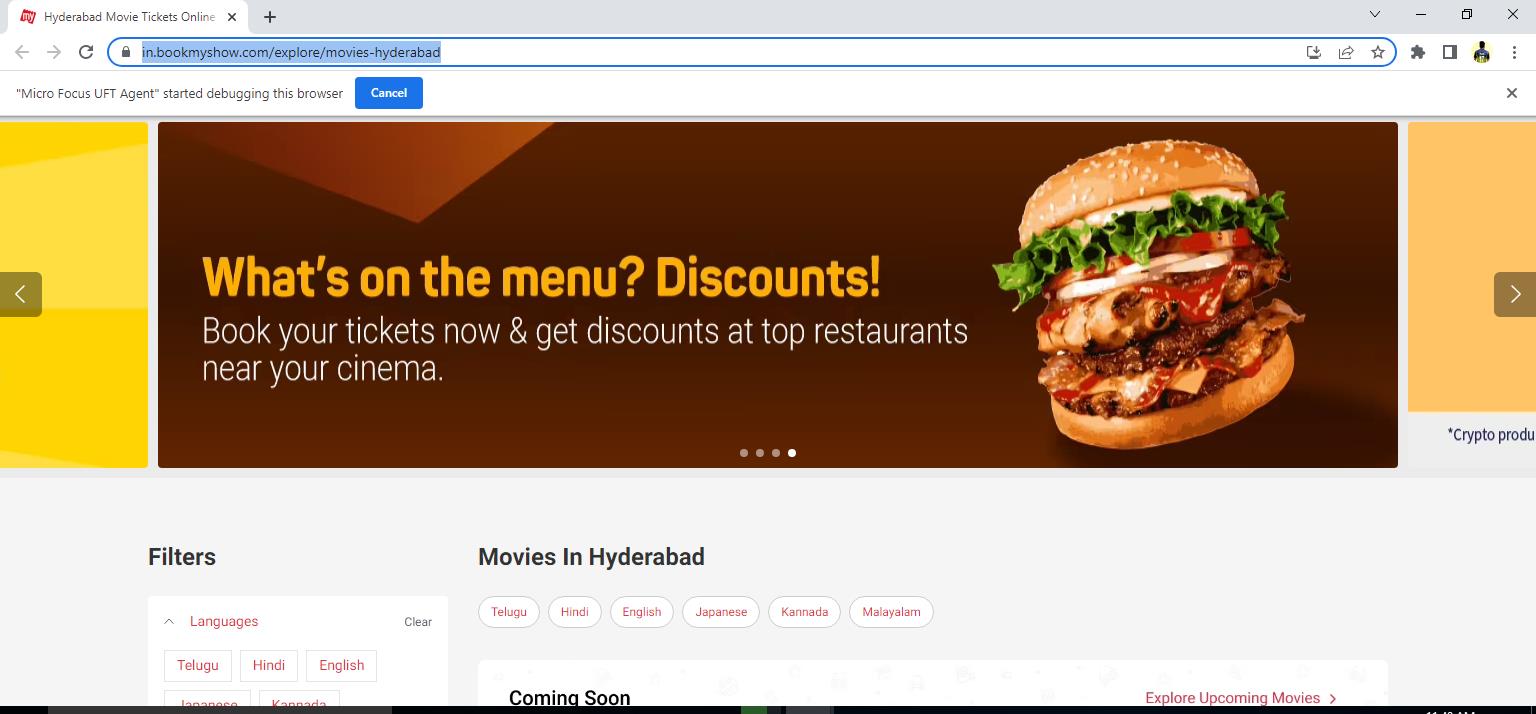 my Hyderabad Movie Tickets Online
in.bookmyshow.com/explore/movies-hyderabad
"Micro Focus UFT Agent" started debugging this browser Cancel
What's on the menu? Discounts!
Book your tickets now & get discounts at top restaurants
near your cinema.
*Crypto produ
Filters
Movies In Hyderabad
Telugu Hindi English Japanese Kannada Malayalam
Languages Clear
Telugu Hindi English
Japanese Kannada
Coming Soon Explore Upcoming Movies